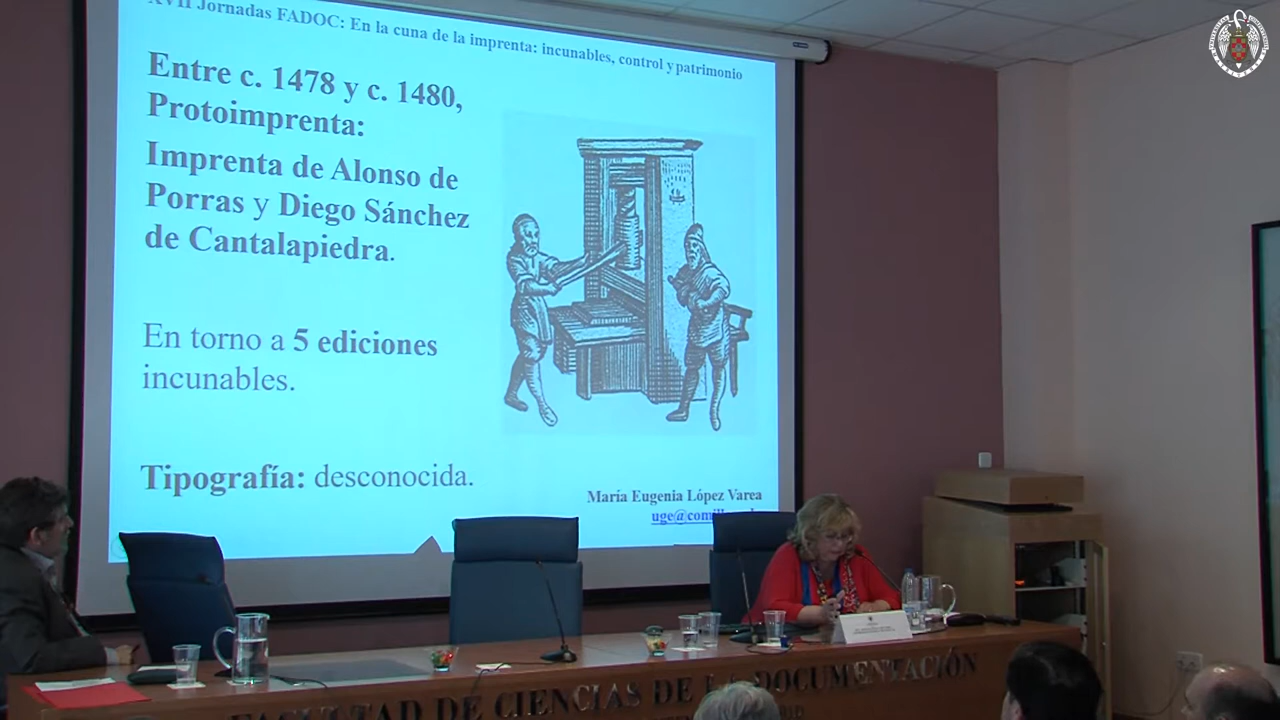 XVII Jornadas FADOC: En la cuna de la imprenta: incunables, control y patrimonio
Entre c. 1478 y c. 1480,
Protoimprenta:
Imprenta de Alonso de
Porras y Diego Sánchez
de Cantalapiedra.
En torno a 5 ediciones
incunables.
Tipografía: desconocida.
María Eugenia López Varea
FACULTAD DE CIENCIAS DE LA DOCUMENTACIÓN